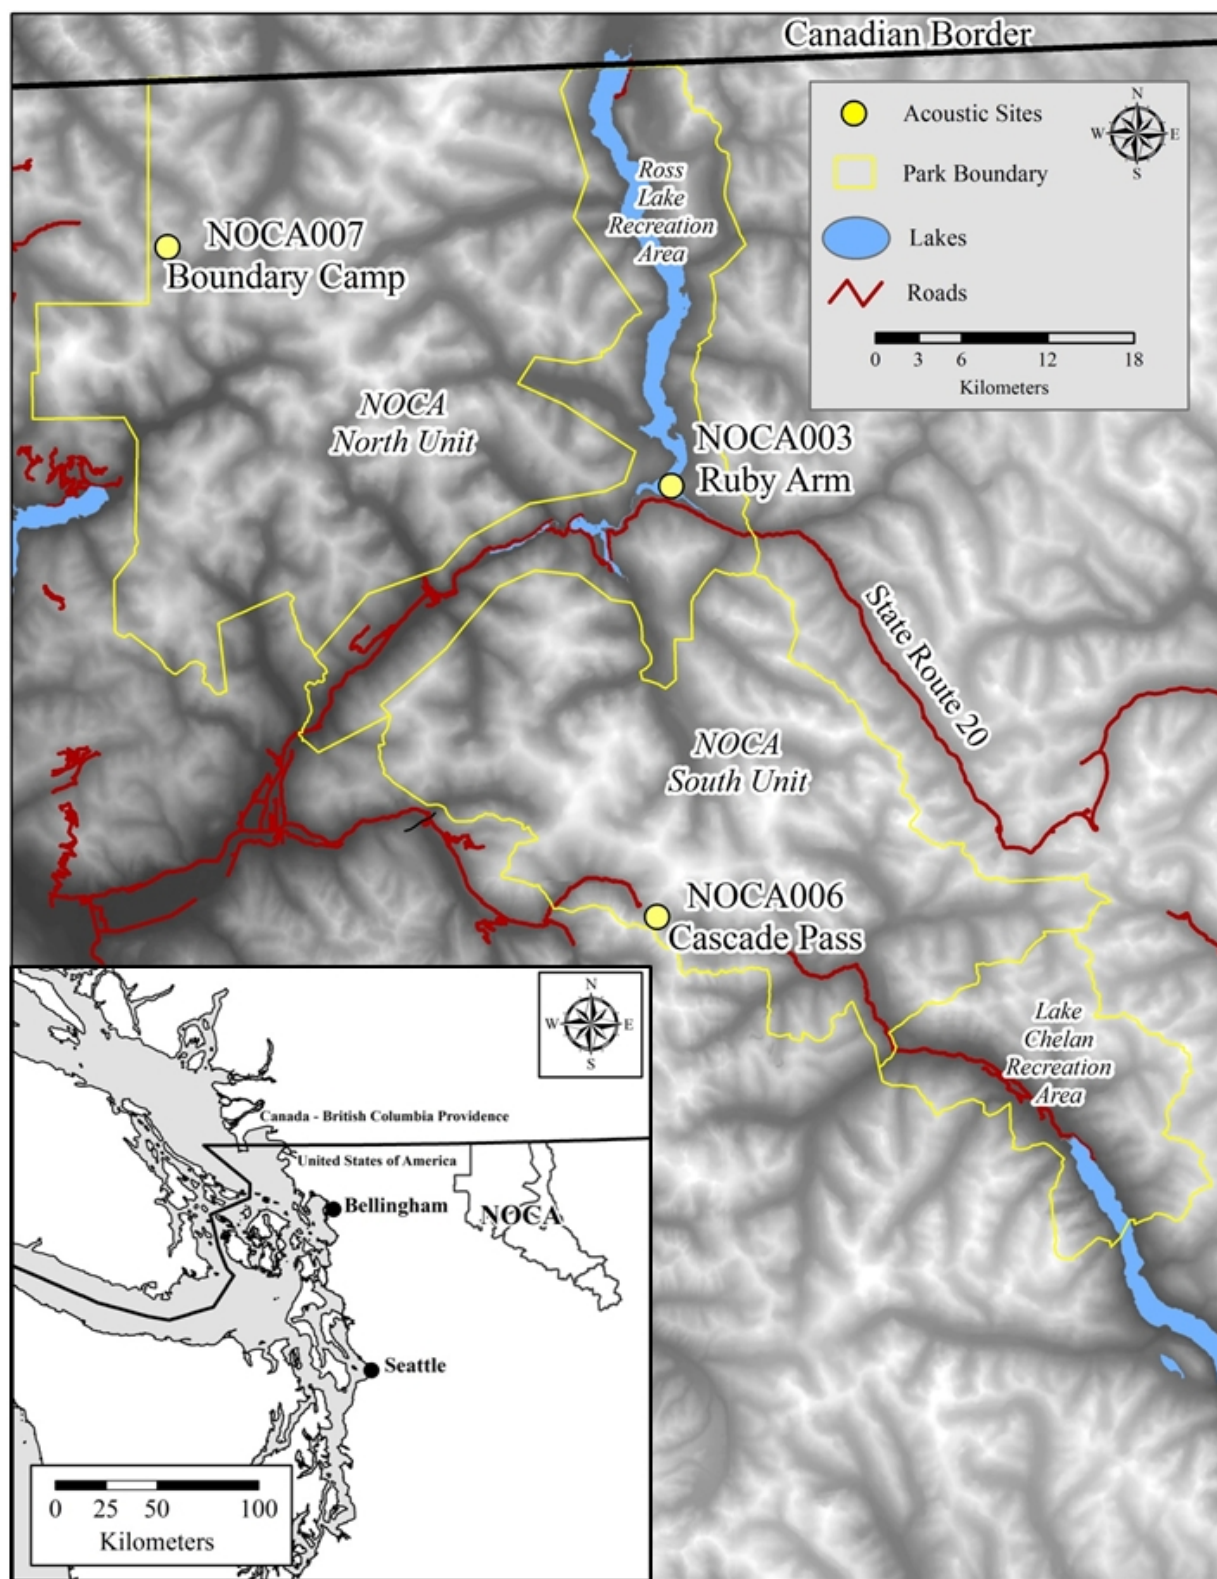 Canadian Border
Acoustic Sites
Park Boundary
Lakes
Roads
N
W E
S
0 3 6 12 18
Kilometers
Ross
Lake
Recreation
Area
NOCA007
Boundary Camp
NOCA
North Unit
NOCA003
Ruby Arm
State Route 20
NOCA
South Unit
NOCA006
Cascade Pass
Lake
Chelan
Recreation
Area
N
W E
S
Canada - British Columbia Providence
United States of America
Bellingham
NOCA
Seattle
0 25 50 100
Kilometers